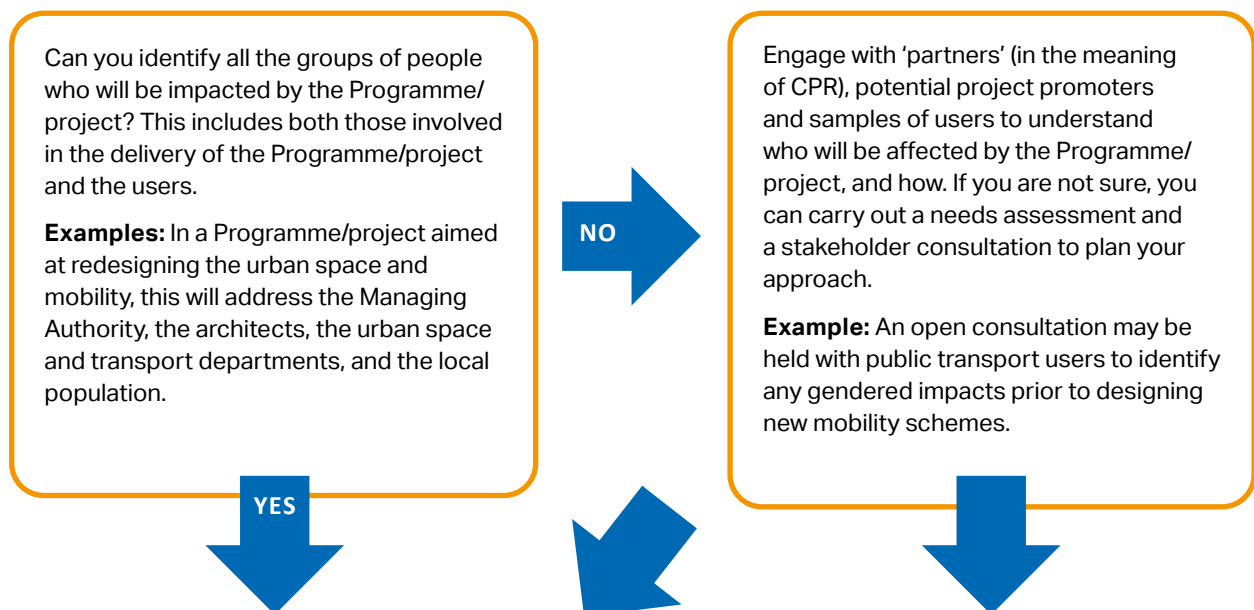 Can you identify all the groups of people
who will be impacted by the Programme/
project? This includes both those involved
in the delivery of the Programme/project
and the users.
Examples: In a Programme/project aimed
at redesigning the urban space and
mobility, this will address the Managing
Authority, the architects, the urban space
and transport departments, and the local
population.
NO
Engage with ‘partners’ (in the meaning
of CPR), potential project promoters
and samples of users to understand
who will be affected by the Programme/
project, and how. If you are not sure, you
can carry out a needs assessment and
a stakeholder consultation to plan your
approach.
Example: An open consultation may be
held with public transport users to identify
any gendered impacts prior to designing
new mobility schemes.
YES